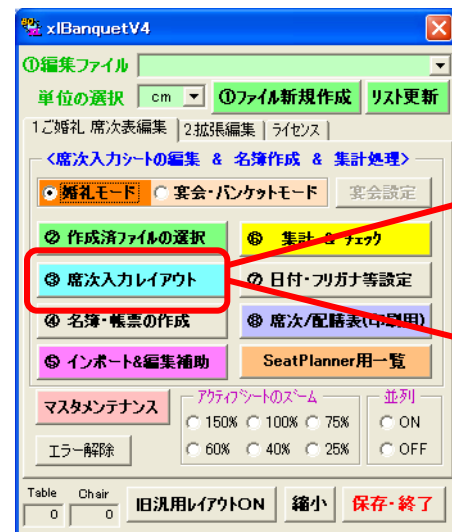 xlBanquetV4
①編集ファイル
単位の選択 cm ①ファイル新規作成 リスト更新
1ご婚礼 席次表編集 2拡張編集 ライセンス
<席次入力シートの編集 & 名簿作成 & 集計処理>
婚礼モード 宴会・バンケットモード 宴会設定
② 作成済ファイルの選択 ⑥ 集計 & チェック
③ 席次入力レイアウト ⑦ 日付・フリガナ等設定
④ 名簿・帳票の作成 ⑧ 席次/配膳表(印刷用)
⑤ インポート&編集補助 SeatPlanner用一覧
マスタメンテナンス アクティブシートのズーム 並列
150% 100% 75% ON
エラー解除 60% 40% 25% OFF
Table Chair
0 0 旧汎用レイアウトON 縮小 保存・終了